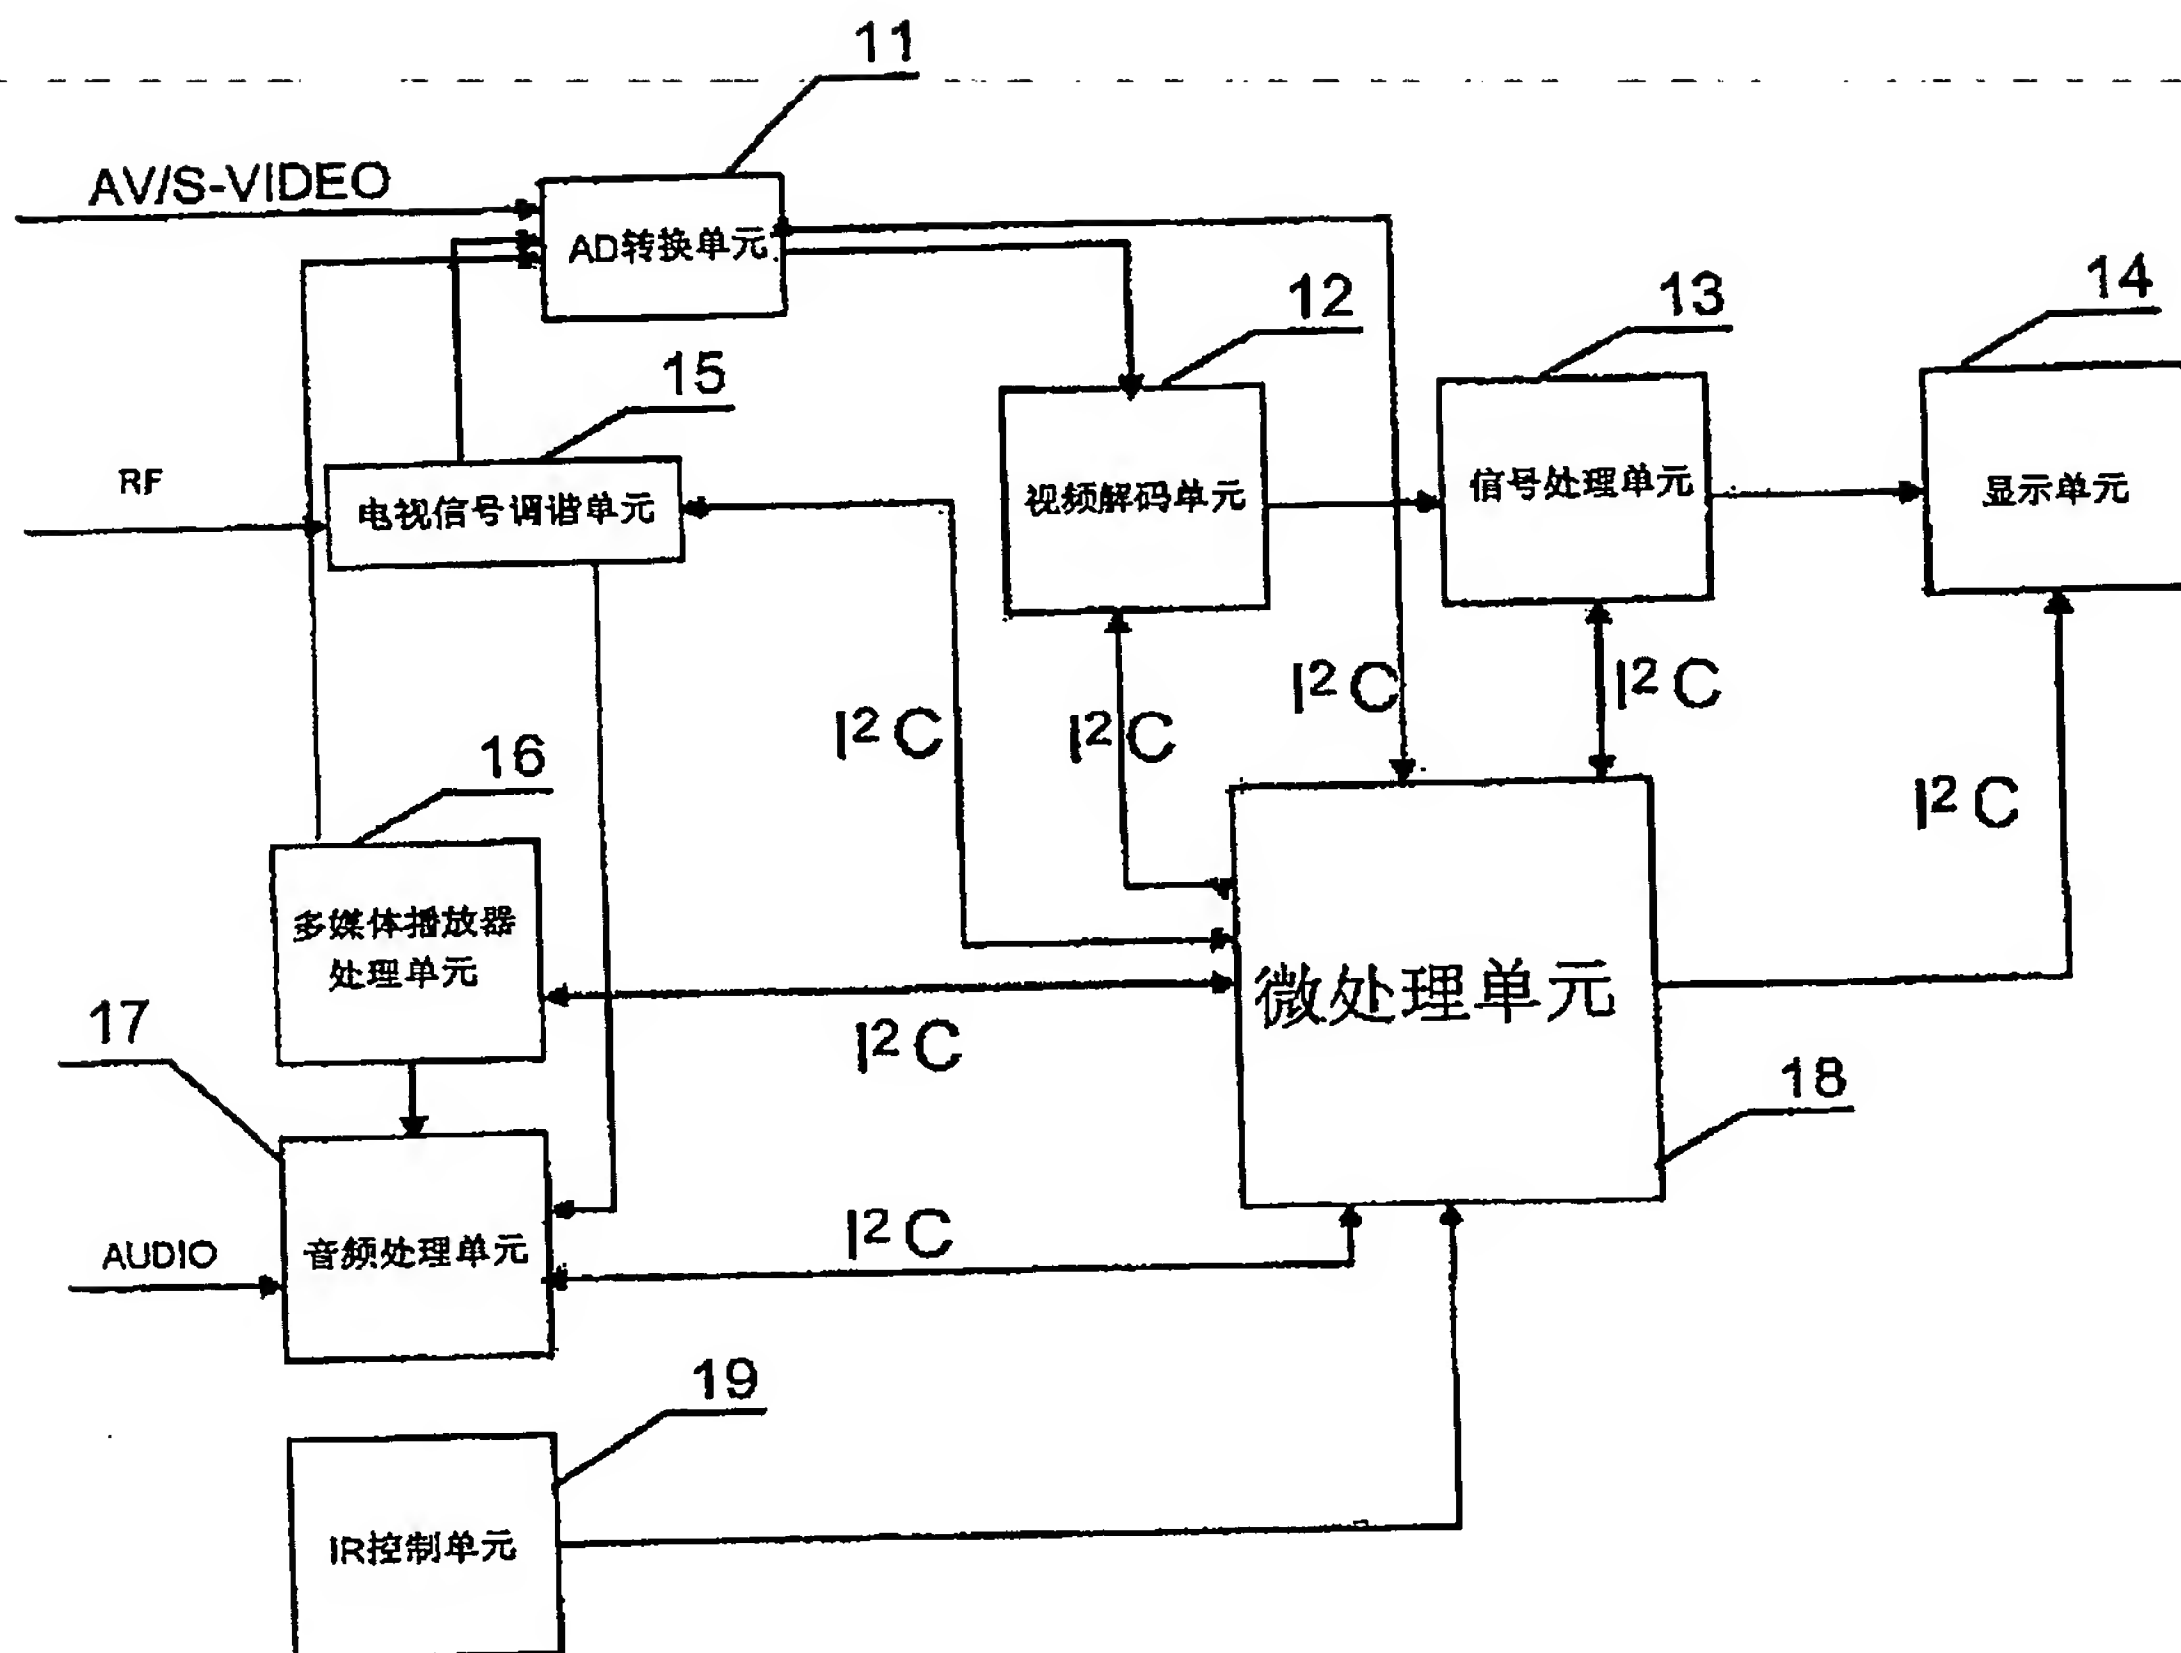 11
AV/S-VIDEO
AD转换单元
12
13
14
15
RF
电视信号调谐单元
视频解码单元
信号处理单元
显示单元
I²C
I²C
I²C
I²C
I²C
16
多媒体播放器
处理单元
微处理单元
17
I²C
18
AUDIO
音频处理单元
I²C
19
IR控制单元